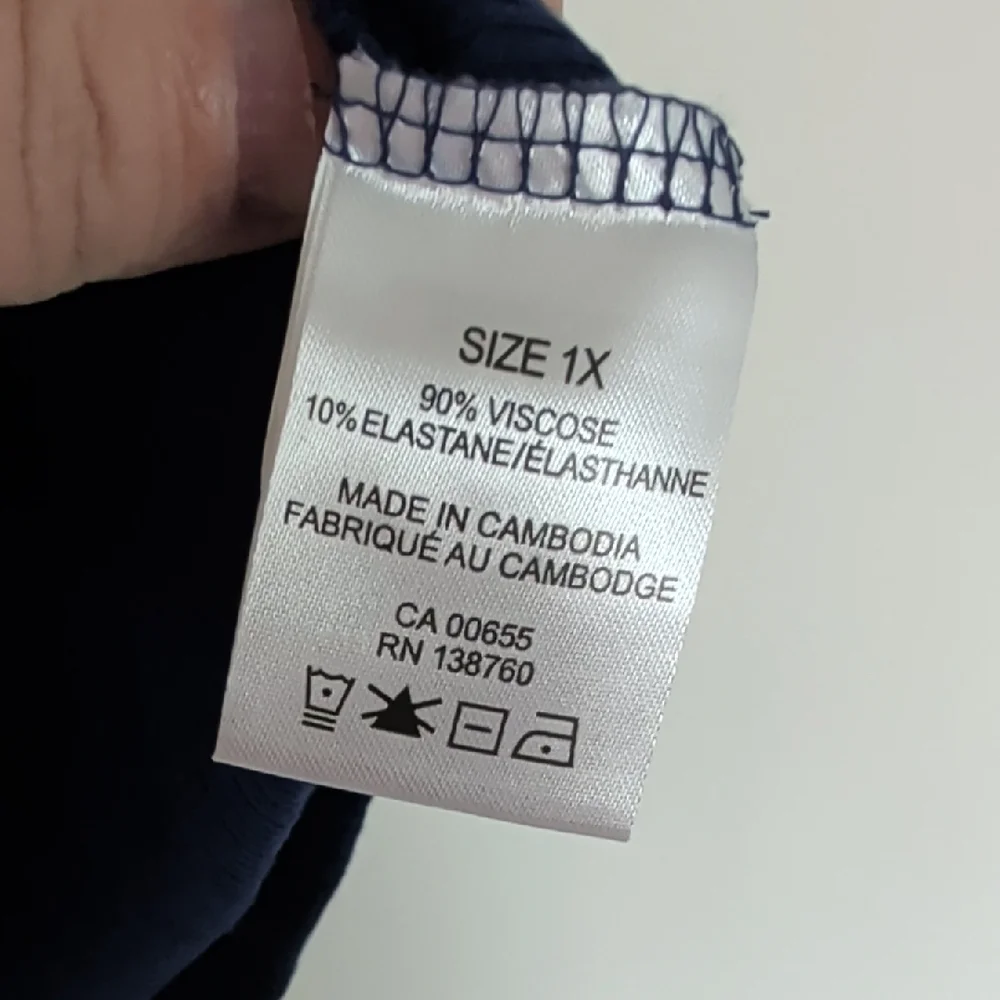 SIZE 1X
90% VISCOSE
10% ELASTANE/ÉLASTHANNE
MADE IN CAMBODIA
FABRIQUÉ AU CAMBODGE
CA 00655
RN 138760